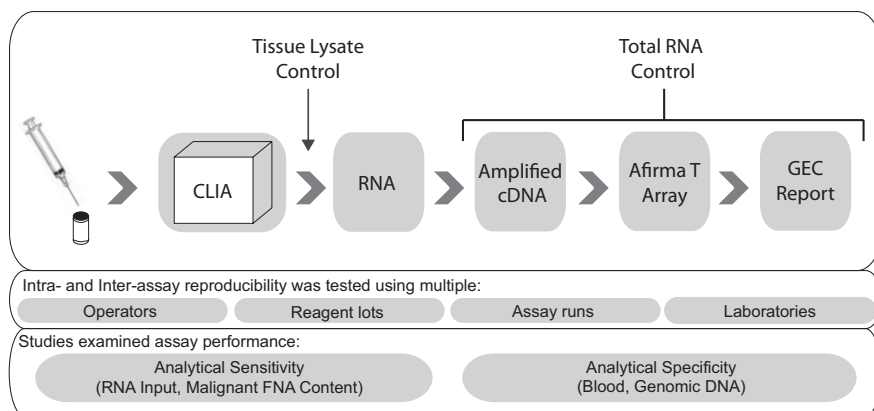 Tissue Lysate
Control
Total RNA
Control
CLIA
RNA
Amplified
cDNA
Afirma T
Array
GEC
Report
Intra- and Inter-assay reproducibility was tested using multiple:
Operators
Reagent lots
Assay runs
Laboratories
Studies examined assay performance:
Analytical Sensitivity
(RNA Input, Malignant FNA Content)
Analytical Specificity
(Blood, Genomic DNA)